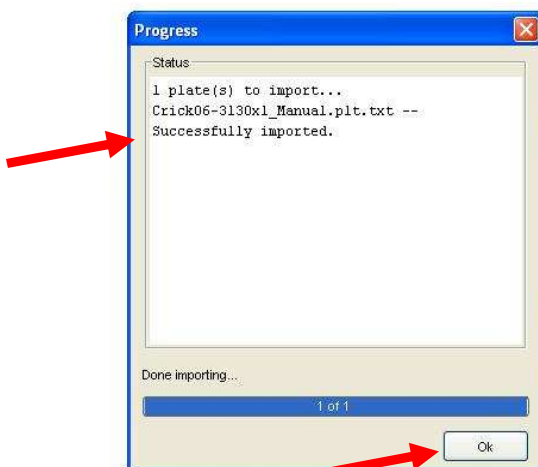 Progress
Status
1 plate(s) to import...
Crick06-3130xl_Manual.plt.txt --
Successfully imported.
Done importing...
1 of 1
Ok